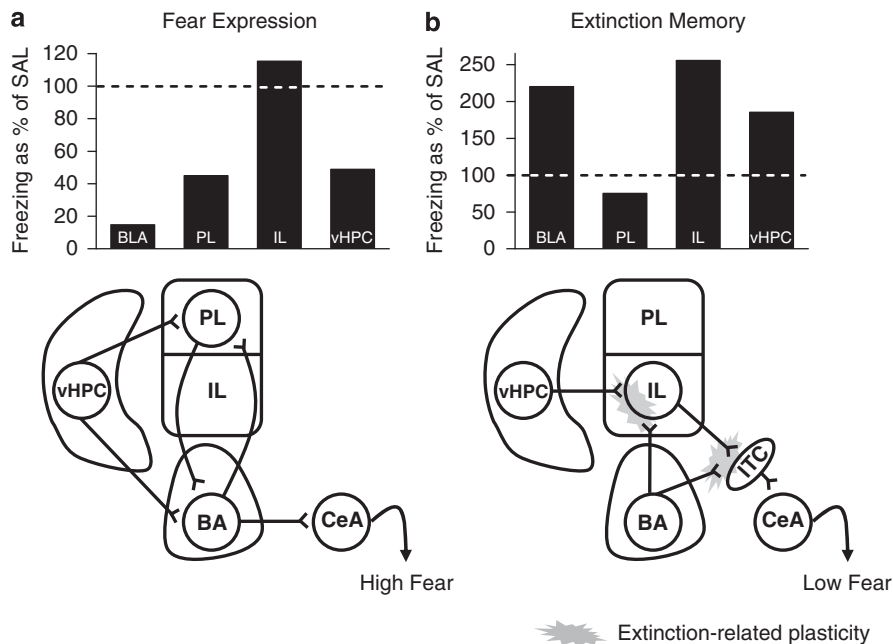 a
Fear Expression
Freezing as % of SAL
120
100
80
60
40
20
0
BLA
PL
IL
vHPC
PL
IL
vHPC
BA
CeA
High Fear
b
Extinction Memory
Freezing as % of SAL
250
200
150
100
50
0
BLA
PL
IL
vHPC
PL
IL
vHPC
ITC
BA
CeA
Low Fear
Extinction-related plasticity